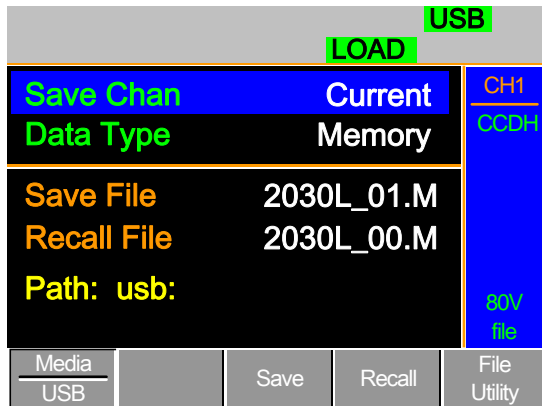 USB
LOAD
Save Chan Current
Data Type Memory
Save File 2030L_01.M
Recall File 2030L_00.M
Path: usb:
CH1
CCDH
80V
file
Media
USB
Save
Recall
File
Utility